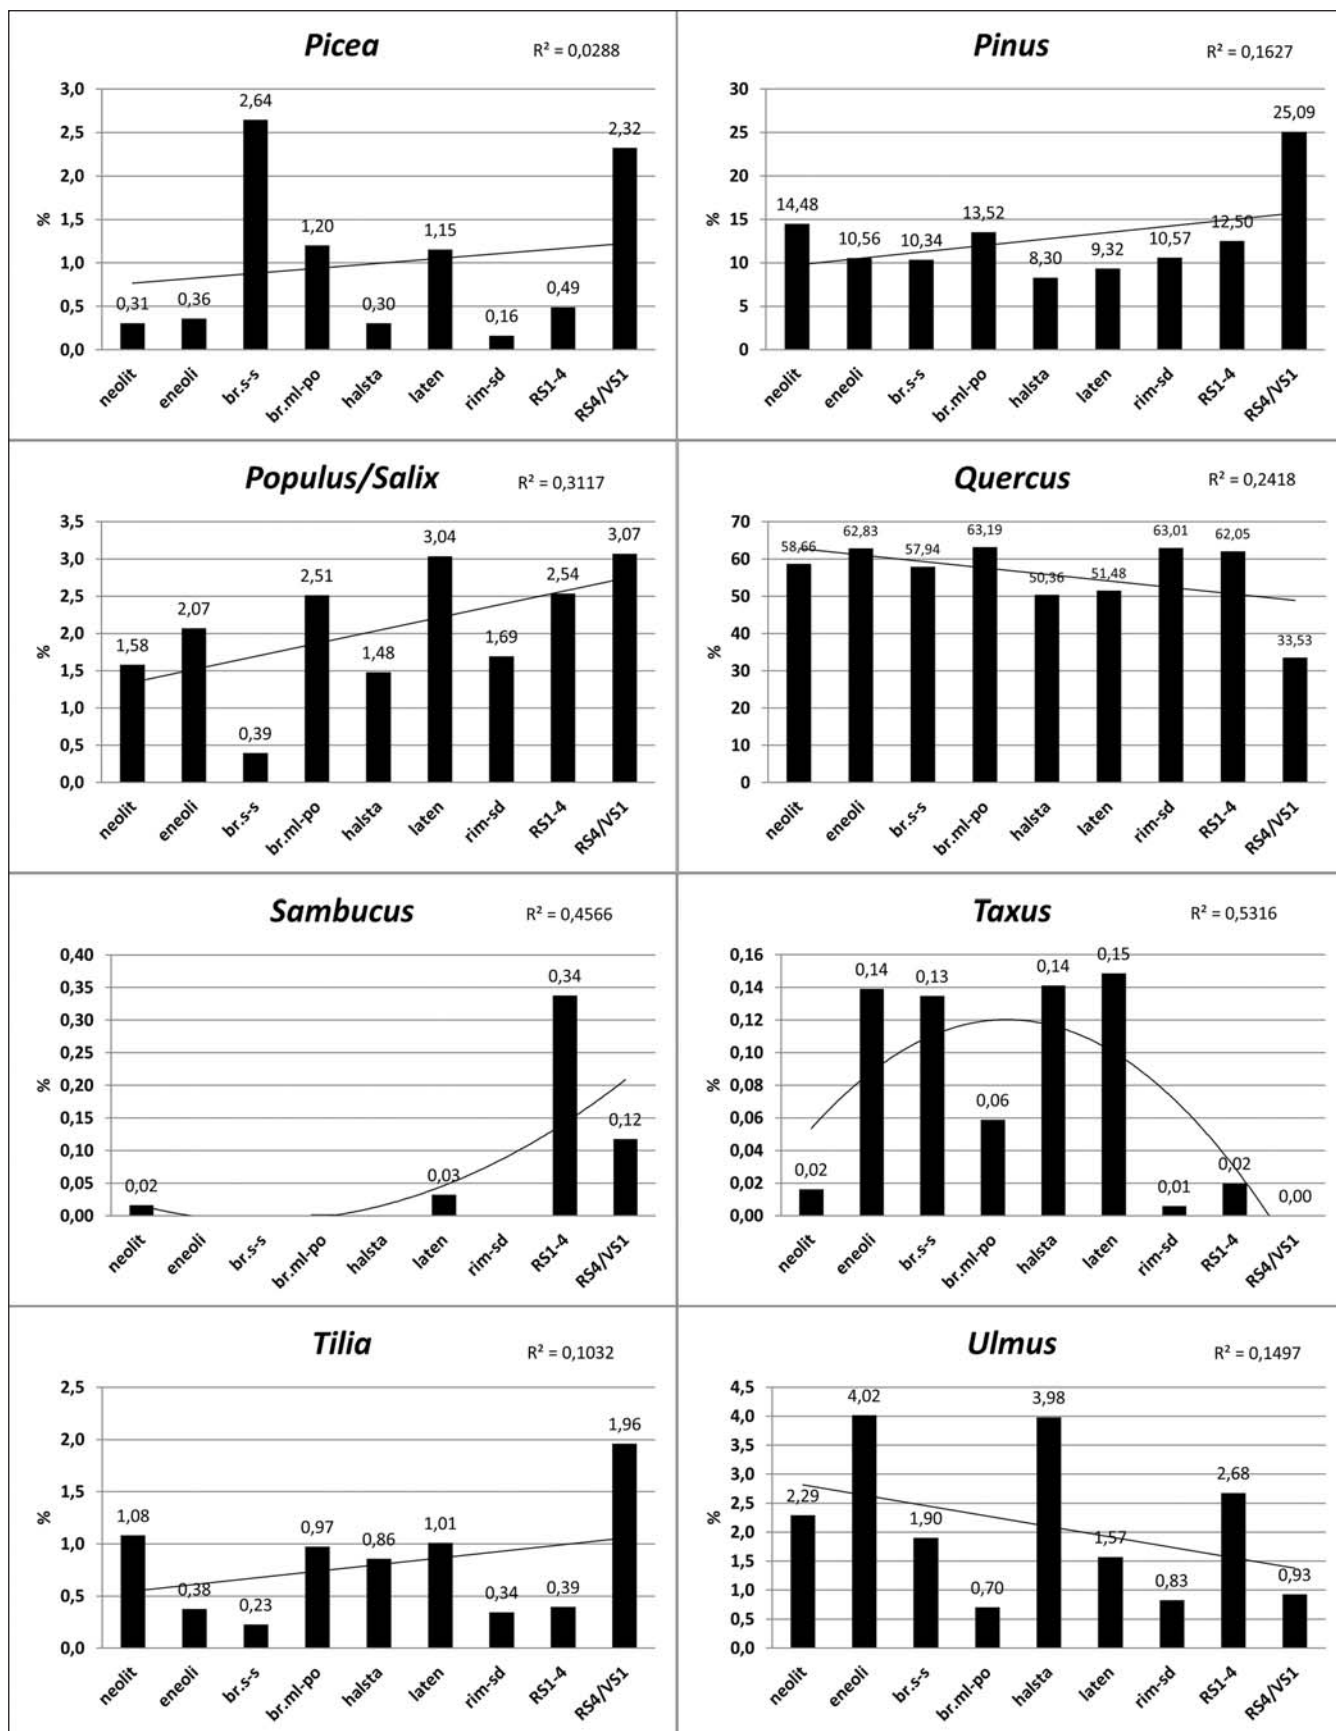 Picea
R² = 0,0288
3,0
2,5
2,0
1,5
1,0
0,5
0,0
%
0,31
0,36
2,64
1,20
0,30
1,15
0,16
0,49
2,32
neolit
eneoli
br.s-s
br.ml-po
halsta
laten
rim-sd
RS1-4
RS4/VS1
Pinus
R² = 0,1627
30
25
20
15
10
5
0
%
14,48
10,56
10,34
13,52
8,30
9,32
10,57
12,50
25,09
neolit
eneoli
br.s-s
br.ml-po
halsta
laten
rim-sd
RS1-4
RS4/VS1
Populus/Salix
R² = 0,3117
3,5
3,0
2,5
2,0
1,5
1,0
0,5
0,0
%
1,58
2,07
0,39
2,51
1,48
3,04
1,69
2,54
3,07
neolit
eneoli
br.s-s
br.ml-po
halsta
laten
rim-sd
RS1-4
RS4/VS1
Quercus
R² = 0,2418
70
60
50
40
30
20
10
0
%
58,66
62,83
57,94
63,19
50,36
51,48
63,01
62,05
33,53
neolit
eneoli
br.s-s
br.ml-po
halsta
laten
rim-sd
RS1-4
RS4/VS1
Sambucus
R² = 0,4566
0,40
0,35
0,30
0,25
0,20
0,15
0,10
0,05
0,00
%
0,02
0,03
0,34
0,12
neolit
eneoli
br.s-s
br.ml-po
halsta
laten
rim-sd
RS1-4
RS4/VS1
Taxus
R² = 0,5316
0,16
0,14
0,12
0,10
0,08
0,06
0,04
0,02
0,00
%
0,02
0,14
0,13
0,06
0,14
0,15
0,01
0,02
0,00
neolit
eneoli
br.s-s
br.ml-po
halsta
laten
rim-sd
RS1-4
RS4/VS1
Tilia
R² = 0,1032
2,5
2,0
1,5
1,0
0,5
0,0
%
1,08
0,38
0,23
0,97
0,86
1,01
0,34
0,39
1,96
neolit
eneoli
br.s-s
br.ml-po
halsta
laten
rim-sd
RS1-4
RS4/VS1
Ulmus
R² = 0,1497
4,5
4,0
3,5
3,0
2,5
2,0
1,5
1,0
0,5
0,0
%
2,29
4,02
1,90
0,70
3,98
1,57
0,83
2,68
0,93
neolit
eneoli
br.s-s
br.ml-po
halsta
laten
rim-sd
RS1-4
RS4/VS1